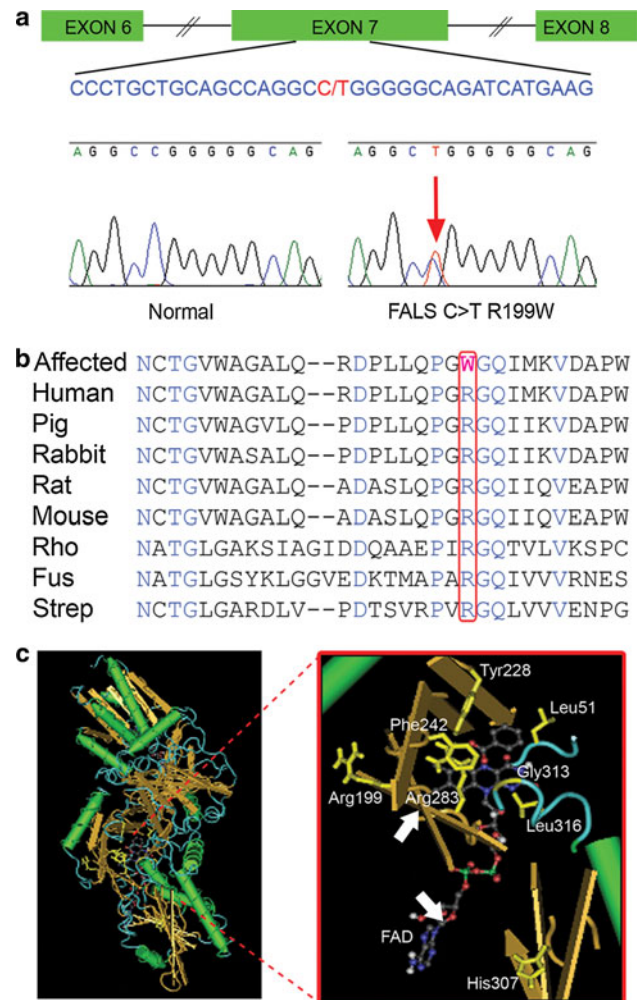 a
EXON 6 EXON 7 EXON 8
CCCTGCTGCAGCCAGGCC/TGGGGGCAGATCATGAAG
A G G C C G G G G G C A G
A G G C T G G G G G C A G
Normal
FALS C>T R199W
b
Affected NCTGVWAGALQ--RDPLLQPGWGQIMKVDAPW
Human NCTGVWAGALQ--RDPLLQPGRGQIMKVDAPW
Pig NCTGVWAGVLQ--PDPLLQPGRGQIIKVDAPW
Rabbit NCTGVWASALQ--PDPLLQPGRGQIIKVDAPW
Rat NCTGVWAGALQ--ADASLQPGRGQIIQVEAPW
Mouse NCTGVWAGALQ--ADASLQPGRGQIIQVEAPW
Rho NATGLGAKSIAGIDDQAAEPIRGQTVLVKSPC
Fus NATGLGSYKLGGVEDKTMAPARGQIVVVRNES
Strep NCTGLGARDLV--PDTSVRPVRGQLVVVENPG
c
Tyr228
Leu51
Phe242
Gly313
Arg199
Arg283
Leu316
FAD
His307